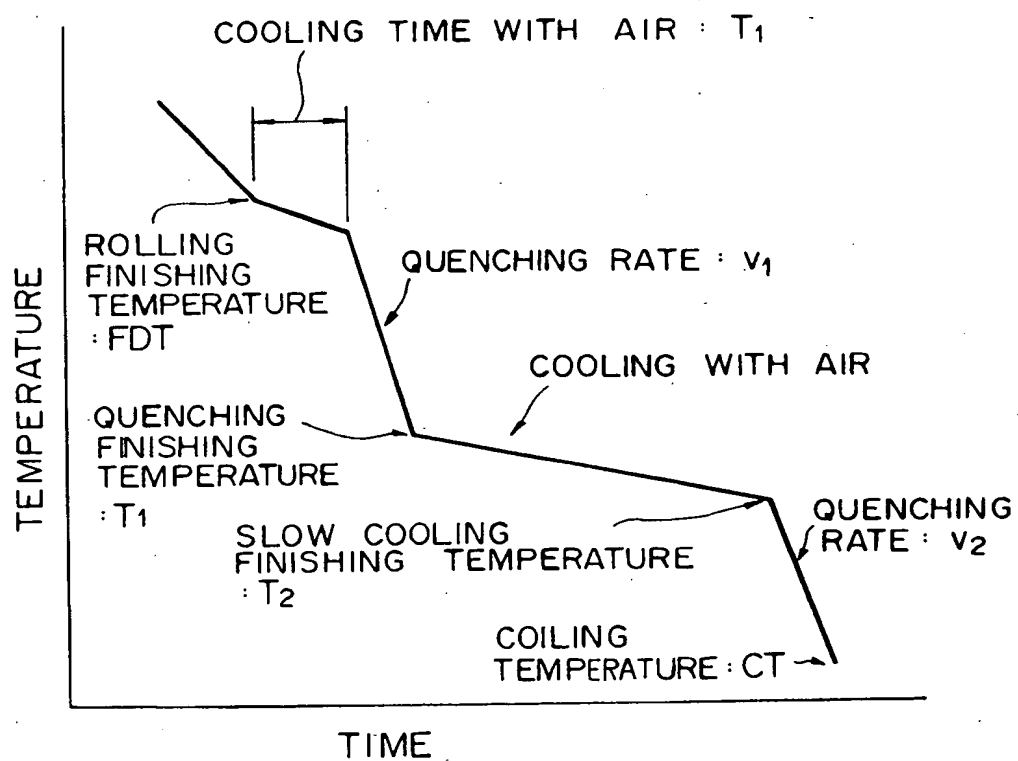 COOLING TIME WITH AIR : T1
ROLLING
FINISHING
TEMPERATURE
: FDT
QUENCHING RATE : v1
COOLING WITH AIR
QUENCHING
FINISHING
TEMPERATURE
: T1
SLOW COOLING
FINISHING TEMPERATURE
: T2
QUENCHING
RATE : v2
COILING
TEMPERATURE : CT
TEMPERATURE
TIME